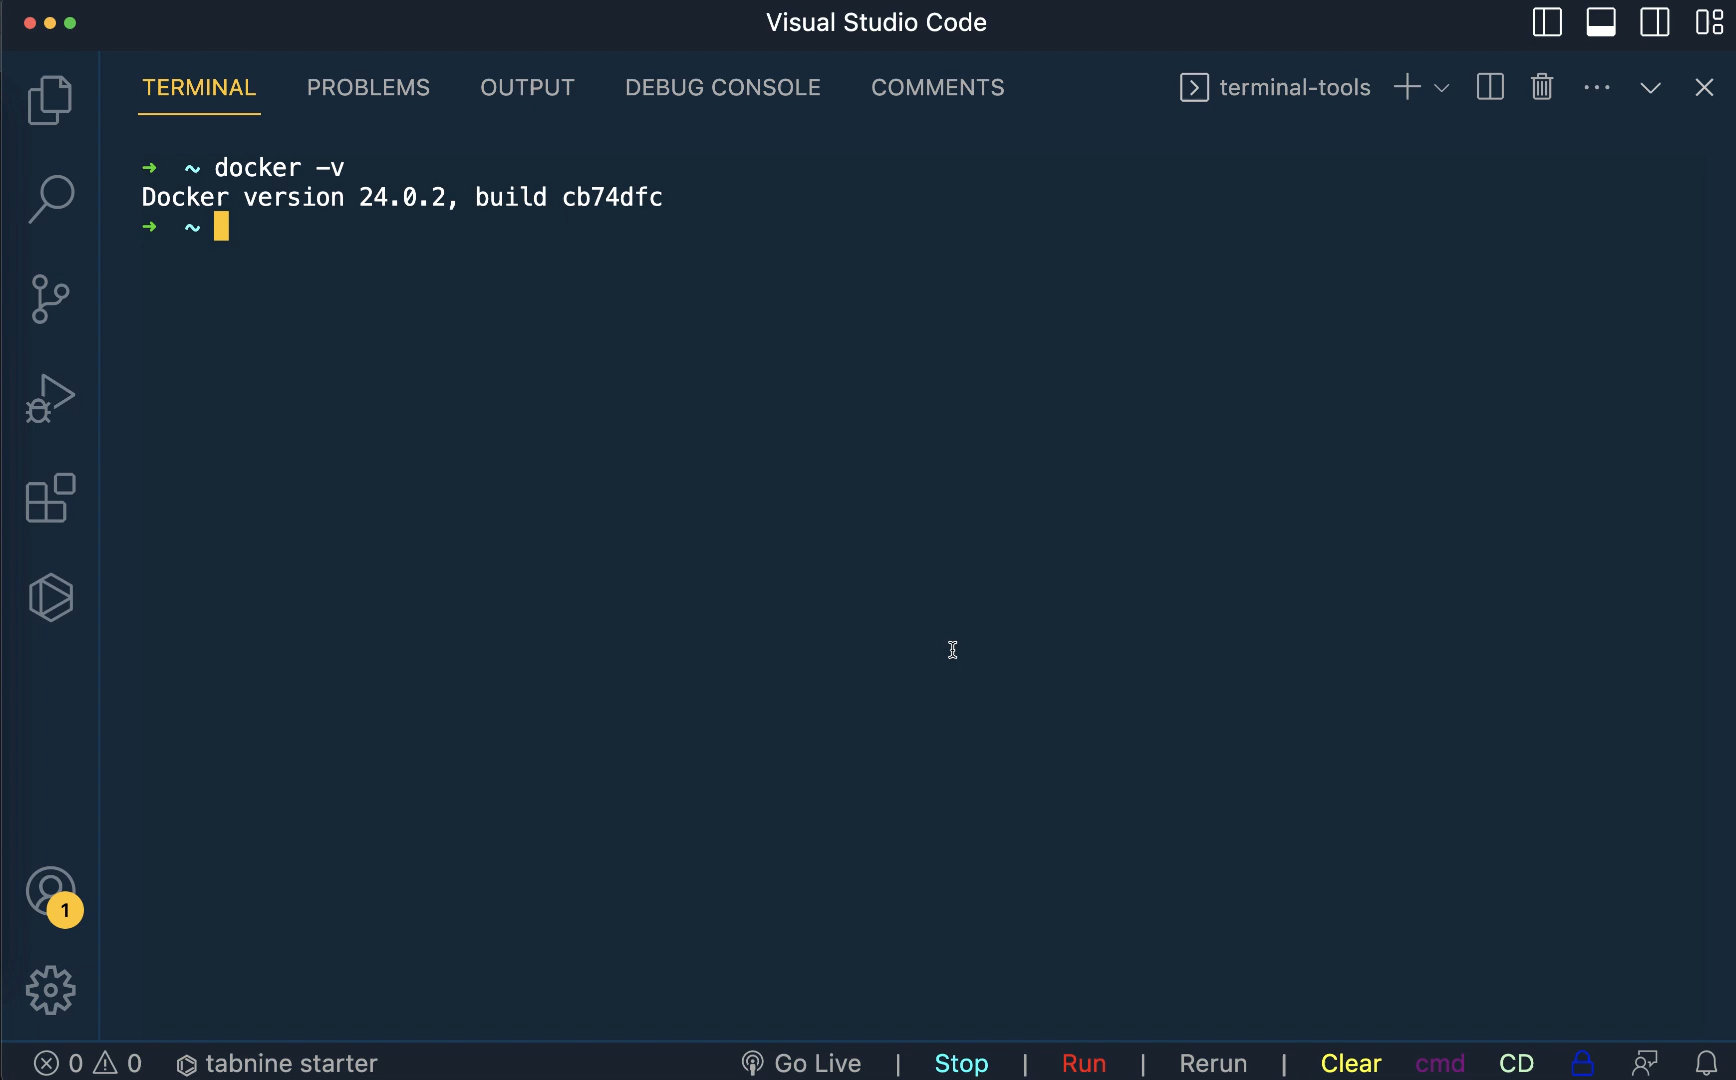 Visual Studio Code
TERMINAL PROBLEMS OUTPUT DEBUG CONSOLE COMMENTS terminal-tools
➜ ~ docker -v
Docker version 24.0.2, build cb74dfc
➜ ~
1
0 0 tabnine starter Go Live | Stop | Run | Rerun | Clear cmd CD